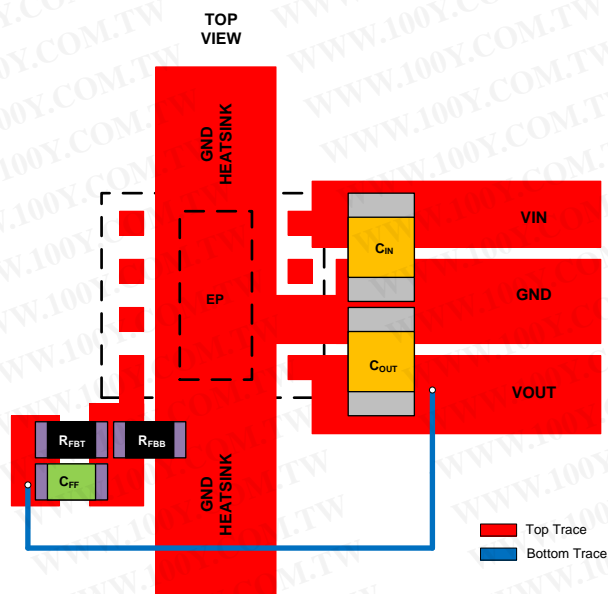 TOP
VIEW
GND
HEATSINK
VIN
CIN
EP
GND
COUT
VOUT
RFBT
RFBB
CFF
GND
HEATSINK
Top Trace
Bottom Trace
WWW.100Y.COM.TW